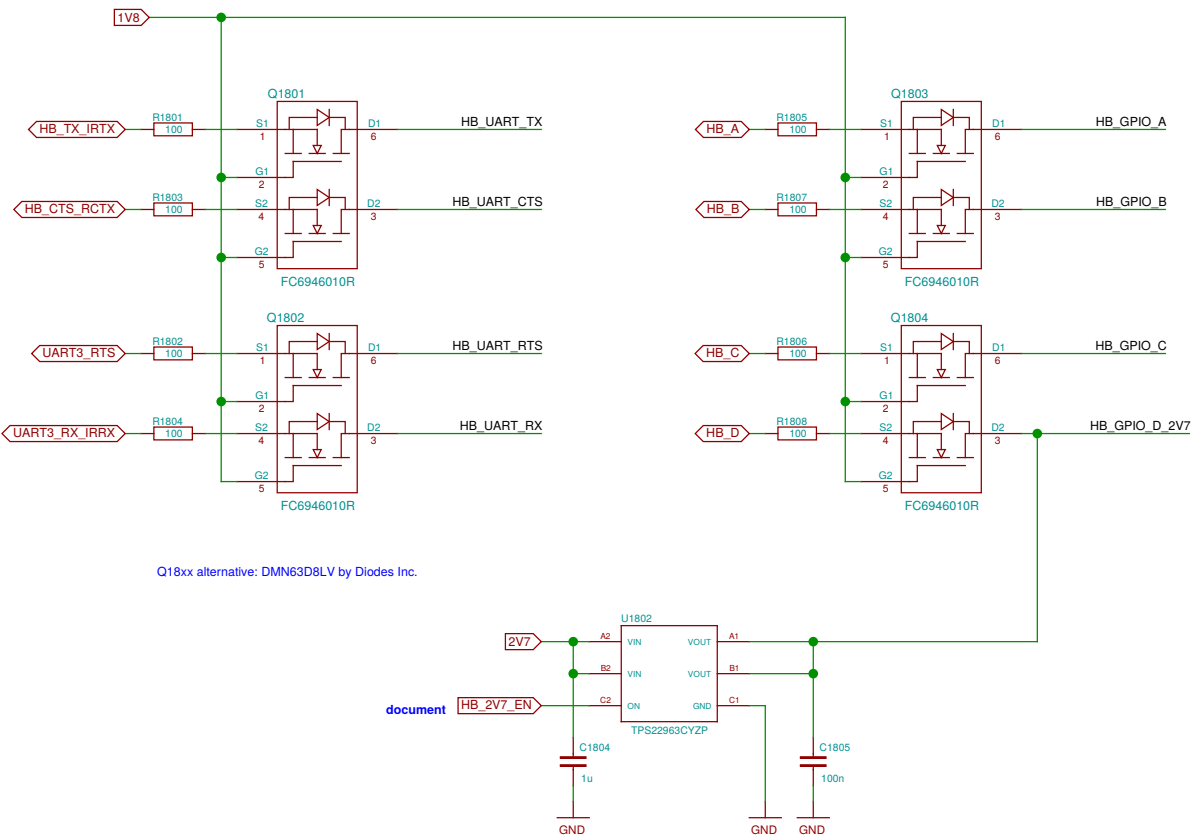 1V8
Q1801
HB_TX_IRTX
R1801
100
S1
1
D1
6
HB_UART_TX
G1
2
HB_CTS_RCTX
R1803
100
S2
4
D2
3
HB_UART_CTS
G2
5
FC6946010R
Q1802
UART3_RTS
R1802
100
S1
1
D1
6
HB_UART_RTS
G1
2
UART3_RX_IRRX
R1804
100
S2
4
D2
3
HB_UART_RX
G2
5
FC6946010R
Q1803
HB_A
R1805
100
S1
1
D1
6
HB_GPIO_A
G1
2
HB_B
R1807
100
S2
4
D2
3
HB_GPIO_B
G2
5
FC6946010R
Q1804
HB_C
R1806
100
S1
1
D1
6
HB_GPIO_C
G1
2
HB_D
R1808
100
S2
4
D2
3
HB_GPIO_D_2V7
G2
5
FC6946010R
Q18xx alternative: DMN63D8LV by Diodes Inc.
U1802
2V7
A2
VIN
VOUT
A1
B2
VIN
VOUT
B1
document
HB_2V7_EN
C2
ON
GND
C1
TPS22963CYZP
C1804
1u
C1805
100n
GND
GND
GND